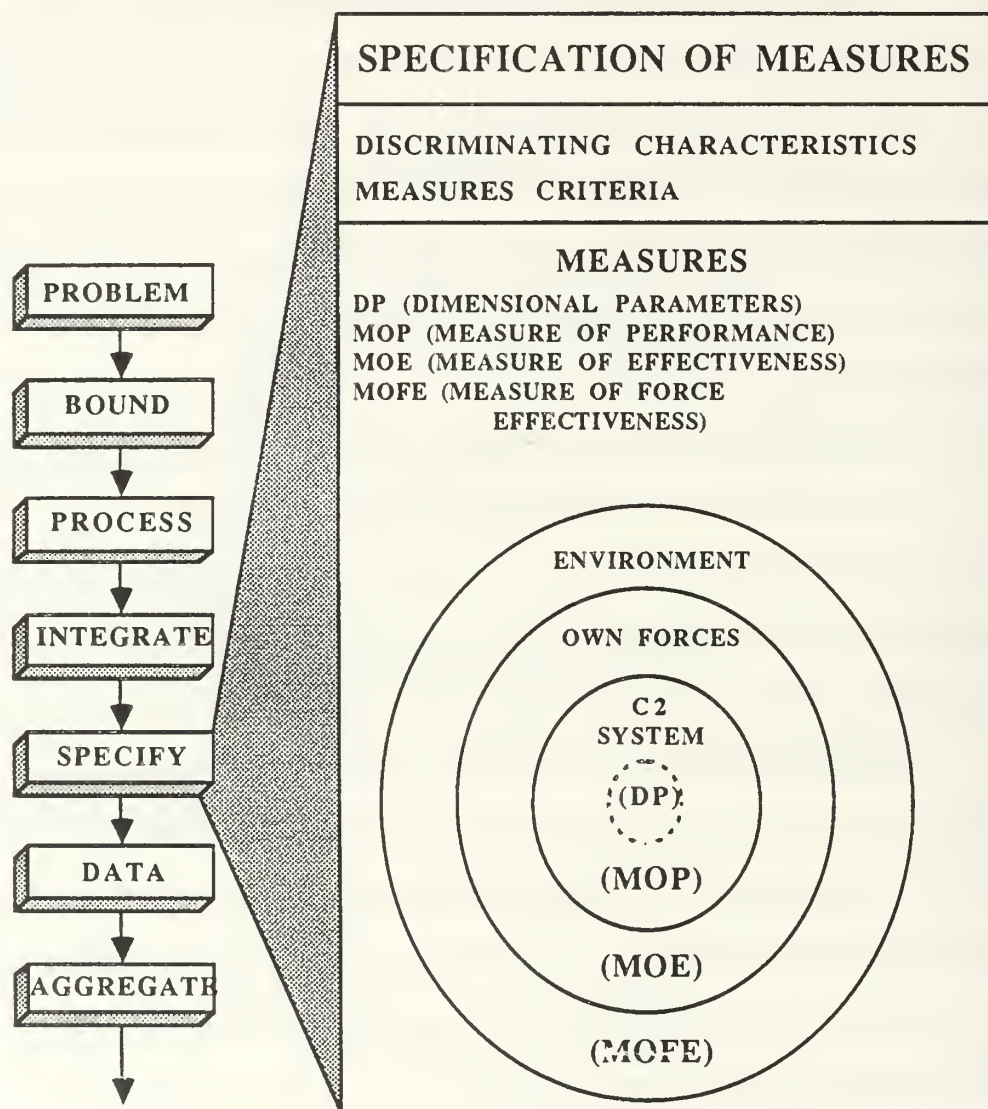 SPECIFICATION OF MEASURES
DISCRIMINATING CHARACTERISTICS
MEASURES CRITERIA
MEASURES
DP (DIMENSIONAL PARAMETERS)
MOP (MEASURE OF PERFORMANCE)
MOE (MEASURE OF EFFECTIVENESS)
MOFE (MEASURE OF FORCE
EFFECTIVENESS)
PROBLEM
BOUND
PROCESS
INTEGRATE
SPECIFY
DATA
AGGREGATE
ENVIRONMENT
OWN FORCES
C2
SYSTEM
(DP)
(MOP)
(MOE)
(MOFE)